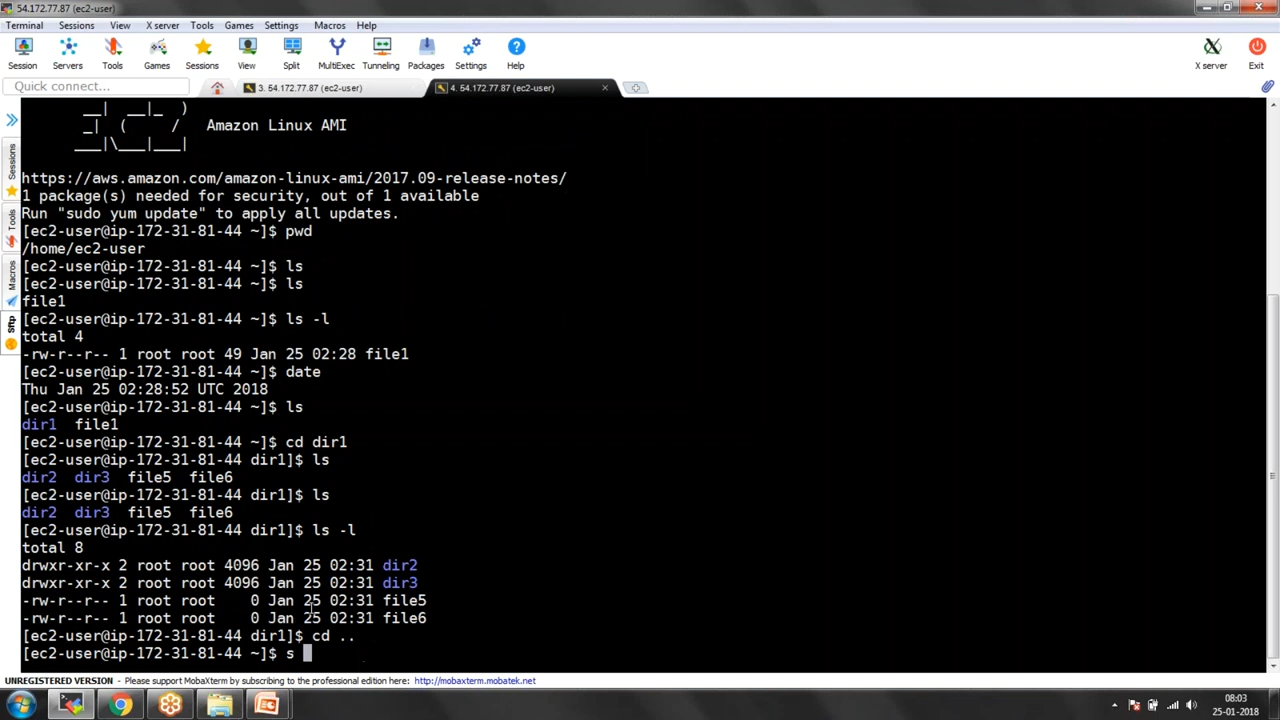 54.172.77.87 (ec2-user)
Terminal Sessions View X server Tools Games Settings Macros Help
Session Servers Tools Games Sessions View Split MultiExec Tunneling Packages Settings Help X server Exit
Quick connect... 3. 54.172.77.87 (ec2-user) 4. 54.172.77.87 (ec2-user)
Sessions
Tools
Macros
Sftp
__| __|_ )
_| ( / Amazon Linux AMI
___|\___|___|
https://aws.amazon.com/amazon-linux-ami/2017.09-release-notes/
1 package(s) needed for security, out of 1 available
Run "sudo yum update" to apply all updates.
[ec2-user@ip-172-31-81-44 ~]$ pwd
/home/ec2-user
[ec2-user@ip-172-31-81-44 ~]$ ls
[ec2-user@ip-172-31-81-44 ~]$ ls
file1
[ec2-user@ip-172-31-81-44 ~]$ ls -l
total 4
-rw-r--r-- 1 root root 49 Jan 25 02:28 file1
[ec2-user@ip-172-31-81-44 ~]$ date
Thu Jan 25 02:28:52 UTC 2018
[ec2-user@ip-172-31-81-44 ~]$ ls
dir1 file1
[ec2-user@ip-172-31-81-44 ~]$ cd dir1
[ec2-user@ip-172-31-81-44 dir1]$ ls
dir2 dir3 file5 file6
[ec2-user@ip-172-31-81-44 dir1]$ ls
dir2 dir3 file5 file6
[ec2-user@ip-172-31-81-44 dir1]$ ls -l
total 8
drwxr-xr-x 2 root root 4096 Jan 25 02:31 dir2
drwxr-xr-x 2 root root 4096 Jan 25 02:31 dir3
-rw-r--r-- 1 root root 0 Jan 25 02:31 file5
-rw-r--r-- 1 root root 0 Jan 25 02:31 file6
[ec2-user@ip-172-31-81-44 dir1]$ cd ..
[ec2-user@ip-172-31-81-44 ~]$ s
UNREGISTERED VERSION - Please support MobaXterm by subscribing to the professional edition here: http://mobaxterm.mobatek.net
08:03
25-01-2018